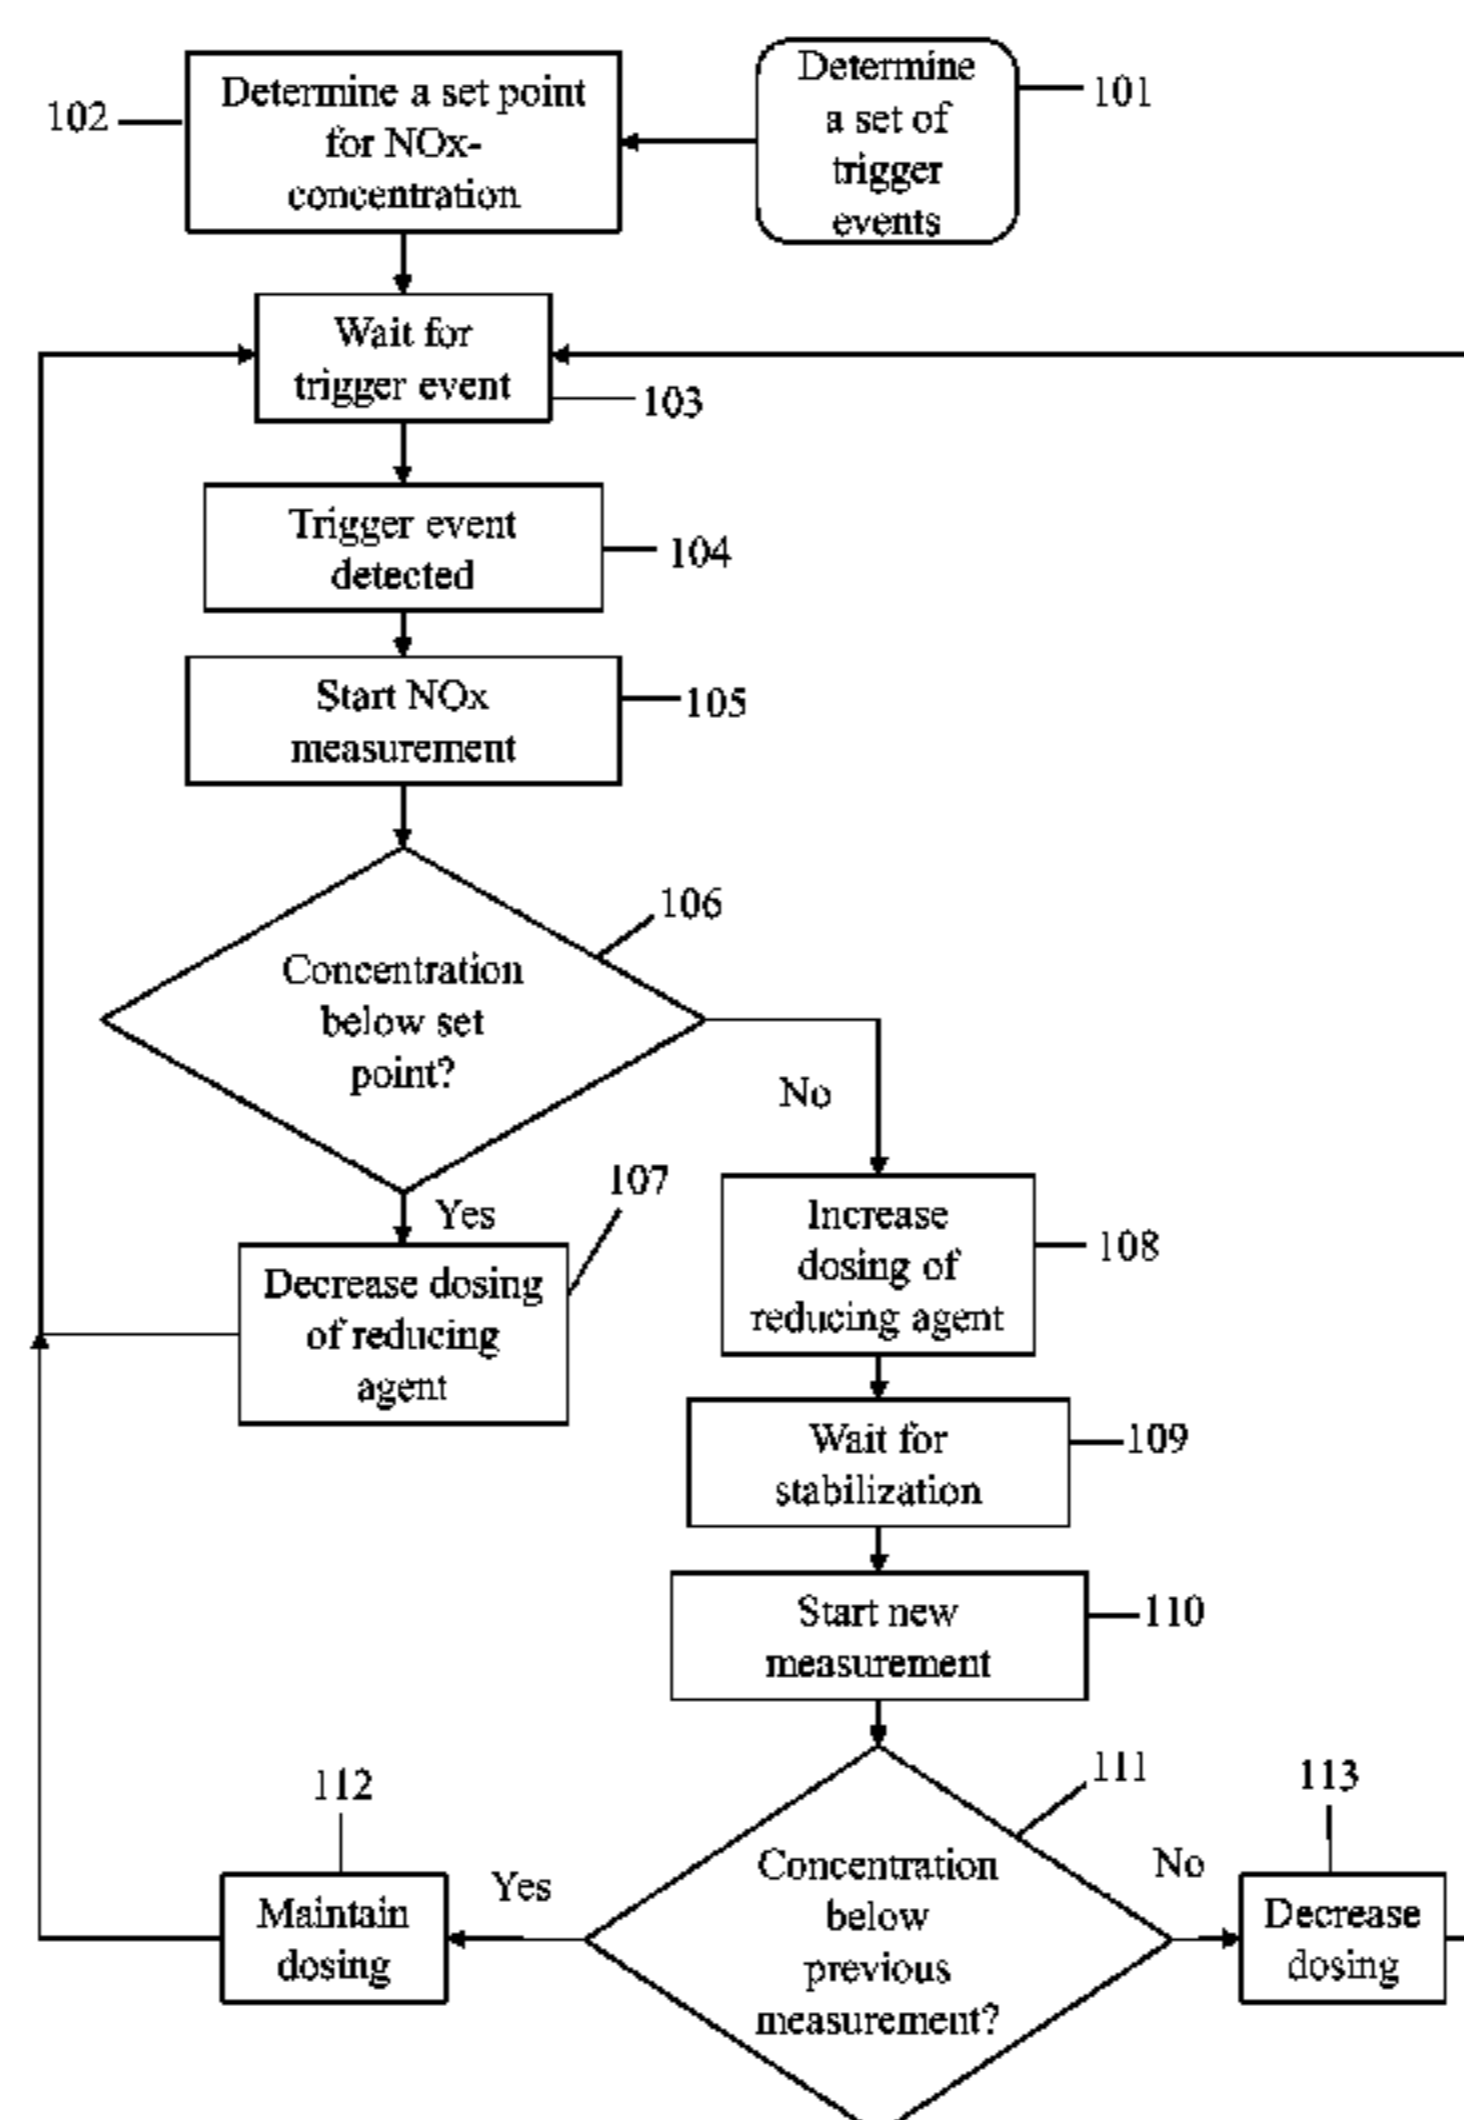 Determine a set point
for NOx-
concentration
102
Determine
a set of
trigger
events
101
Wait for
trigger event
103
Trigger event
detected
104
Start NOx
measurement
105
106
Concentration
below set
point?
No
Yes
107
Decrease dosing
of reducing
agent
Increase
dosing of
reducing agent
108
Wait for
stabilization
109
Start new
measurement
110
111
Concentration
below
previous
measurement?
Yes
No
112
Maintain
dosing
113
Decrease
dosing